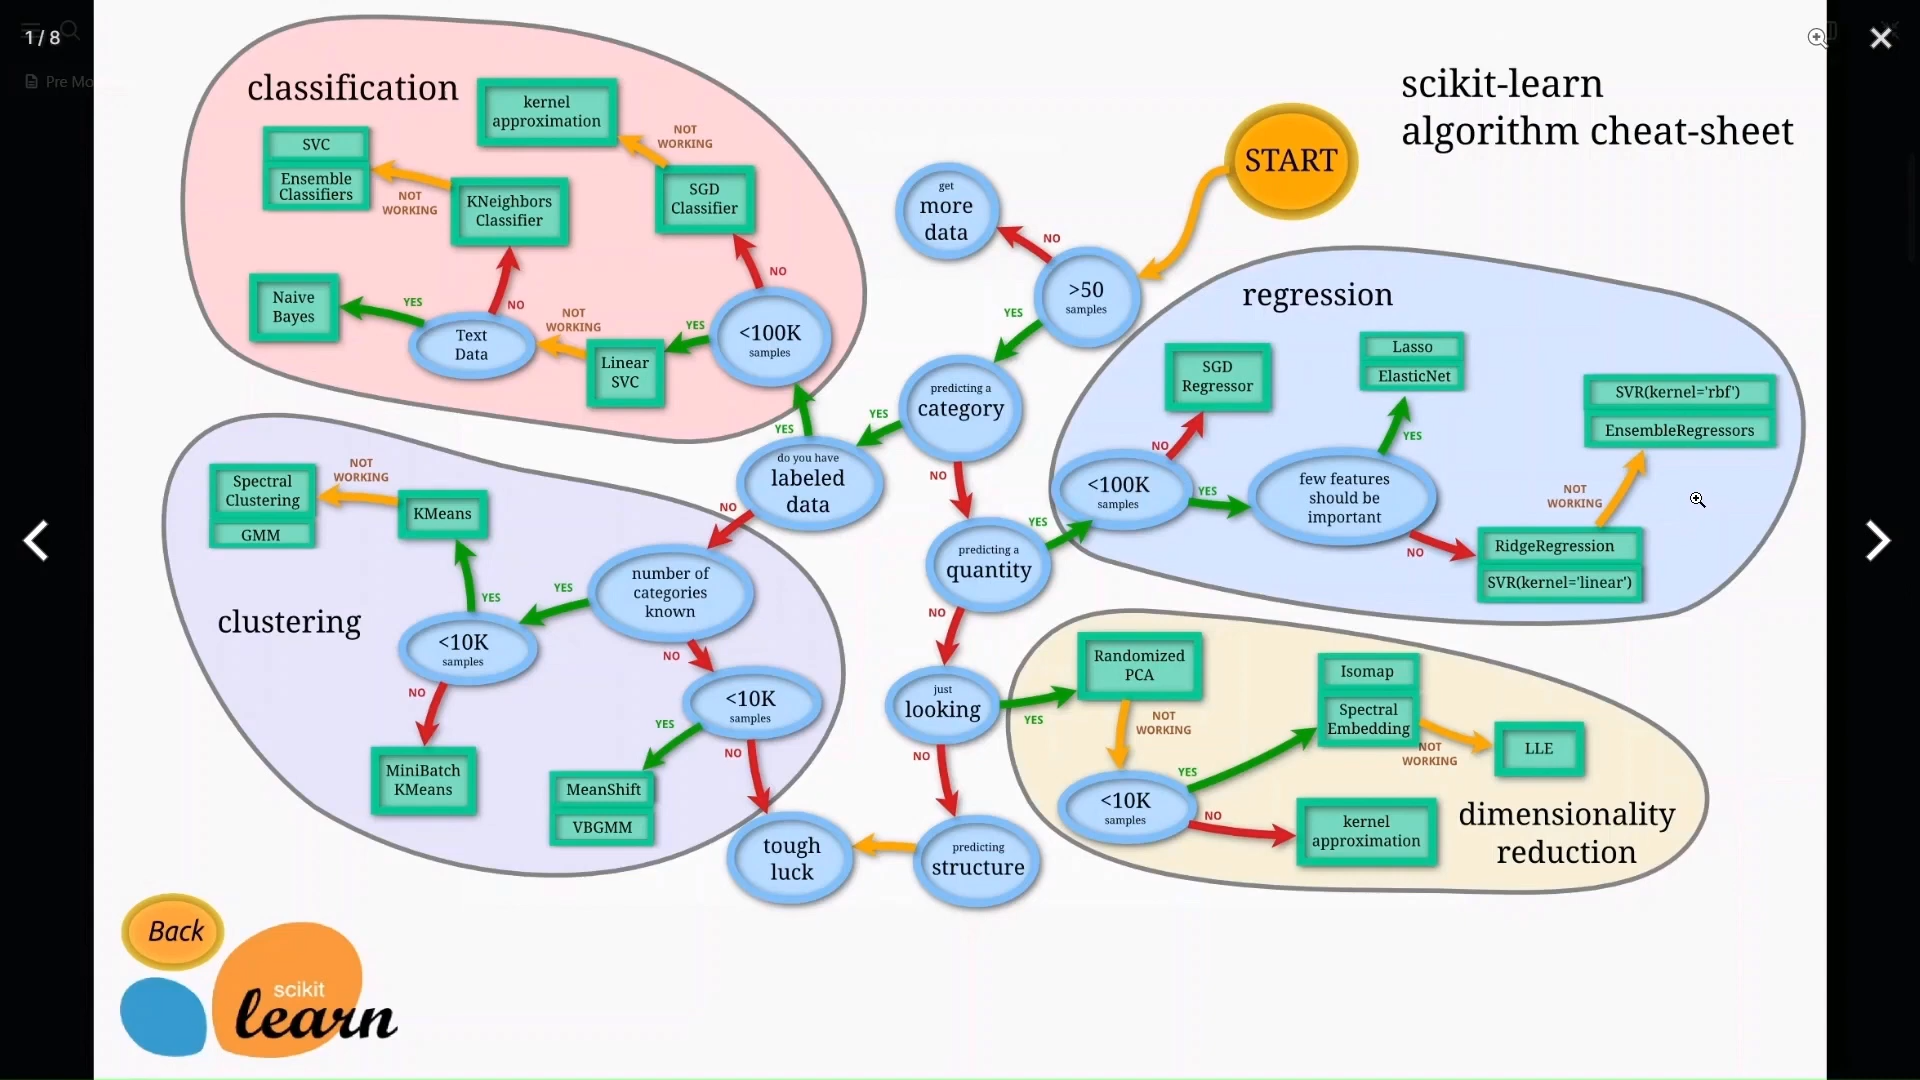 1 / 8
Pre Mo
scikit-learn
algorithm cheat-sheet
START
classification
kernel
approximation
NOT
WORKING
SVC
Ensemble
Classifiers
NOT
WORKING
KNeighbors
Classifier
SGD
Classifier
NO
Naive
Bayes
YES
Text
Data
NO
NOT
WORKING
Linear
SVC
YES
<100K
samples
get
more
data
NO
>50
samples
YES
predicting a
category
YES
do you have
labeled
data
YES
NO
NO
predicting a
quantity
YES
NO
just
looking
YES
NO
predicting
structure
tough
luck
regression
SGD
Regressor
NO
<100K
samples
YES
few features
should be
important
YES
Lasso
ElasticNet
NO
RidgeRegression
SVR(kernel='linear')
NOT
WORKING
SVR(kernel='rbf')
EnsembleRegressors
clustering
Spectral
Clustering
GMM
NOT
WORKING
KMeans
YES
<10K
samples
YES
number of
categories
known
NO
NO
MiniBatch
KMeans
<10K
samples
YES
NO
MeanShift
VBGMM
Randomized
PCA
NOT
WORKING
<10K
samples
YES
Isomap
Spectral
Embedding
NOT
WORKING
LLE
NO
kernel
approximation
dimensionality
reduction
Back
scikit
learn